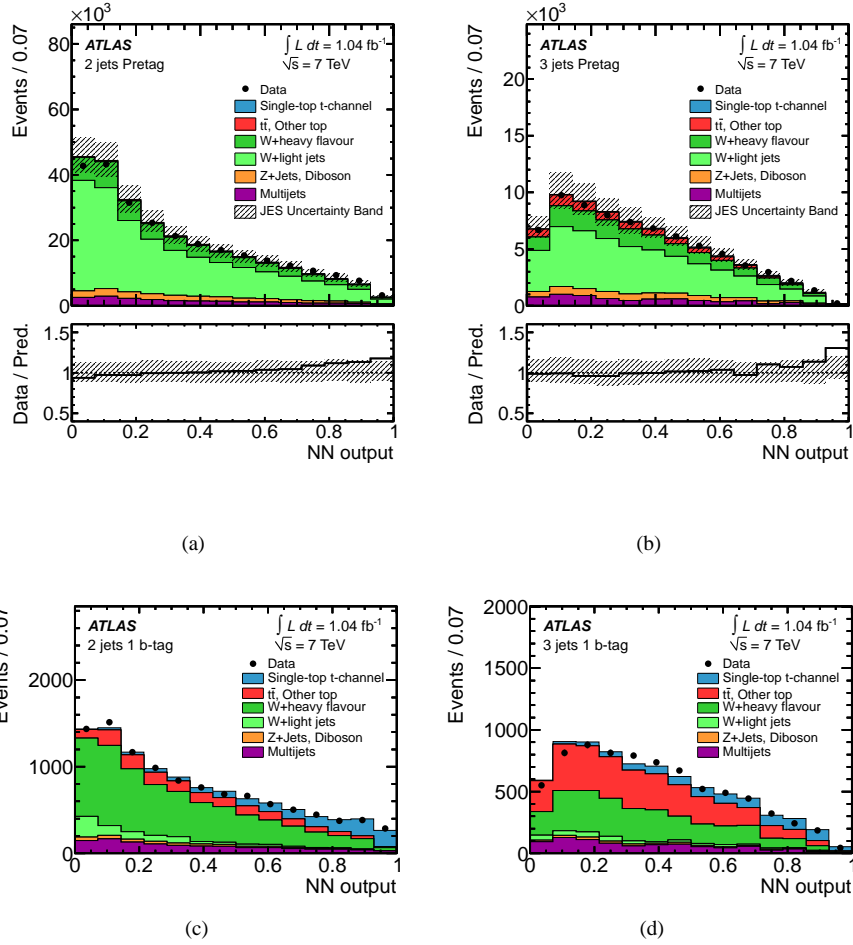 ×10³
ATLAS
∫ L dt = 1.04 fb⁻¹
2 jets Pretag
√s = 7 TeV
Data
Single-top t-channel
tt̄, Other top
W+heavy flavour
W+light jets
Z+Jets, Diboson
Multijets
JES Uncertainty Band
Events / 0.07
80
60
40
20
0
Data / Pred.
1.5
1
0.5
0 0.2 0.4 0.6 0.8 1
NN output
(a)
×10³
ATLAS
∫ L dt = 1.04 fb⁻¹
3 jets Pretag
√s = 7 TeV
Data
Single-top t-channel
tt̄, Other top
W+heavy flavour
W+light jets
Z+Jets, Diboson
Multijets
JES Uncertainty Band
Events / 0.07
20
15
10
5
0
Data / Pred.
1.5
1
0.5
0 0.2 0.4 0.6 0.8 1
NN output
(b)
ATLAS
∫ L dt = 1.04 fb⁻¹
2 jets 1 b-tag
√s = 7 TeV
Data
Single-top t-channel
tt̄, Other top
W+heavy flavour
W+light jets
Z+Jets, Diboson
Multijets
Events / 0.07
2000
1000
0
0 0.2 0.4 0.6 0.8 1
NN output
(c)
ATLAS
∫ L dt = 1.04 fb⁻¹
3 jets 1 b-tag
√s = 7 TeV
Data
Single-top t-channel
tt̄, Other top
W+heavy flavour
W+light jets
Z+Jets, Diboson
Multijets
Events / 0.07
2000
1500
1000
500
0
0 0.2 0.4 0.6 0.8 1
NN output
(d)